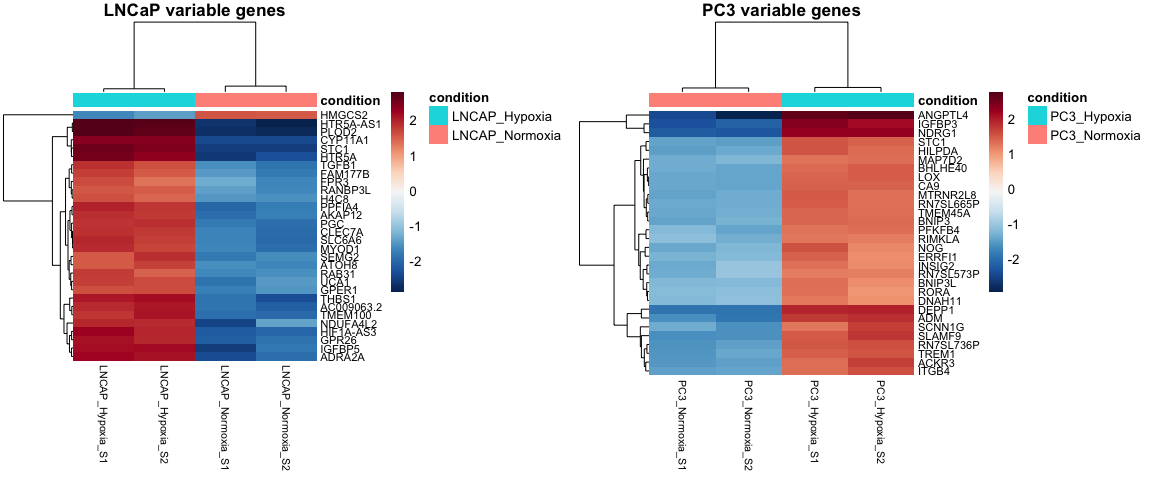 LNCaP variable genes
condition
HMGCS2
HTR5A-AS1
PLOD2
CYP11A1
STC1
HTR5A
TGFB1
FAM177B
FPR3
RANBP3L
H4C8
PPFIA4
AKAP12
PGC
CLEC7A
SLC6A6
MYOD1
SEMG2
ATOH8
RAB31
UCA1
GPER1
THBS1
AC009063.2
TMEM100
NDUFA4L2
HIF1A-AS3
GPR26
IGFBP5
ADRA2A
LNCAP_Hypoxia_S1
LNCAP_Hypoxia_S2
LNCAP_Normoxia_S1
LNCAP_Normoxia_S2
2
1
0
-1
-2
condition
LNCAP_Hypoxia
LNCAP_Normoxia
PC3 variable genes
condition
ANGPTL4
IGFBP3
NDRG1
STC1
HILPDA
MAP7D2
BHLHE40
LOX
CA9
MTRNR2L8
RN7SL665P
TMEM45A
BNIP3
PFKFB4
RIMKLA
NOG
ERRFI1
INSIG2
RN7SL573P
BNIP3L
RORA
DNAH11
DEPP1
ADM
SCNN1G
SLAMF9
RN7SL736P
TREM1
ACKR3
ITGB4
PC3_Normoxia_S1
PC3_Normoxia_S2
PC3_Hypoxia_S1
PC3_Hypoxia_S2
2
1
0
-1
-2
condition
PC3_Hypoxia
PC3_Normoxia